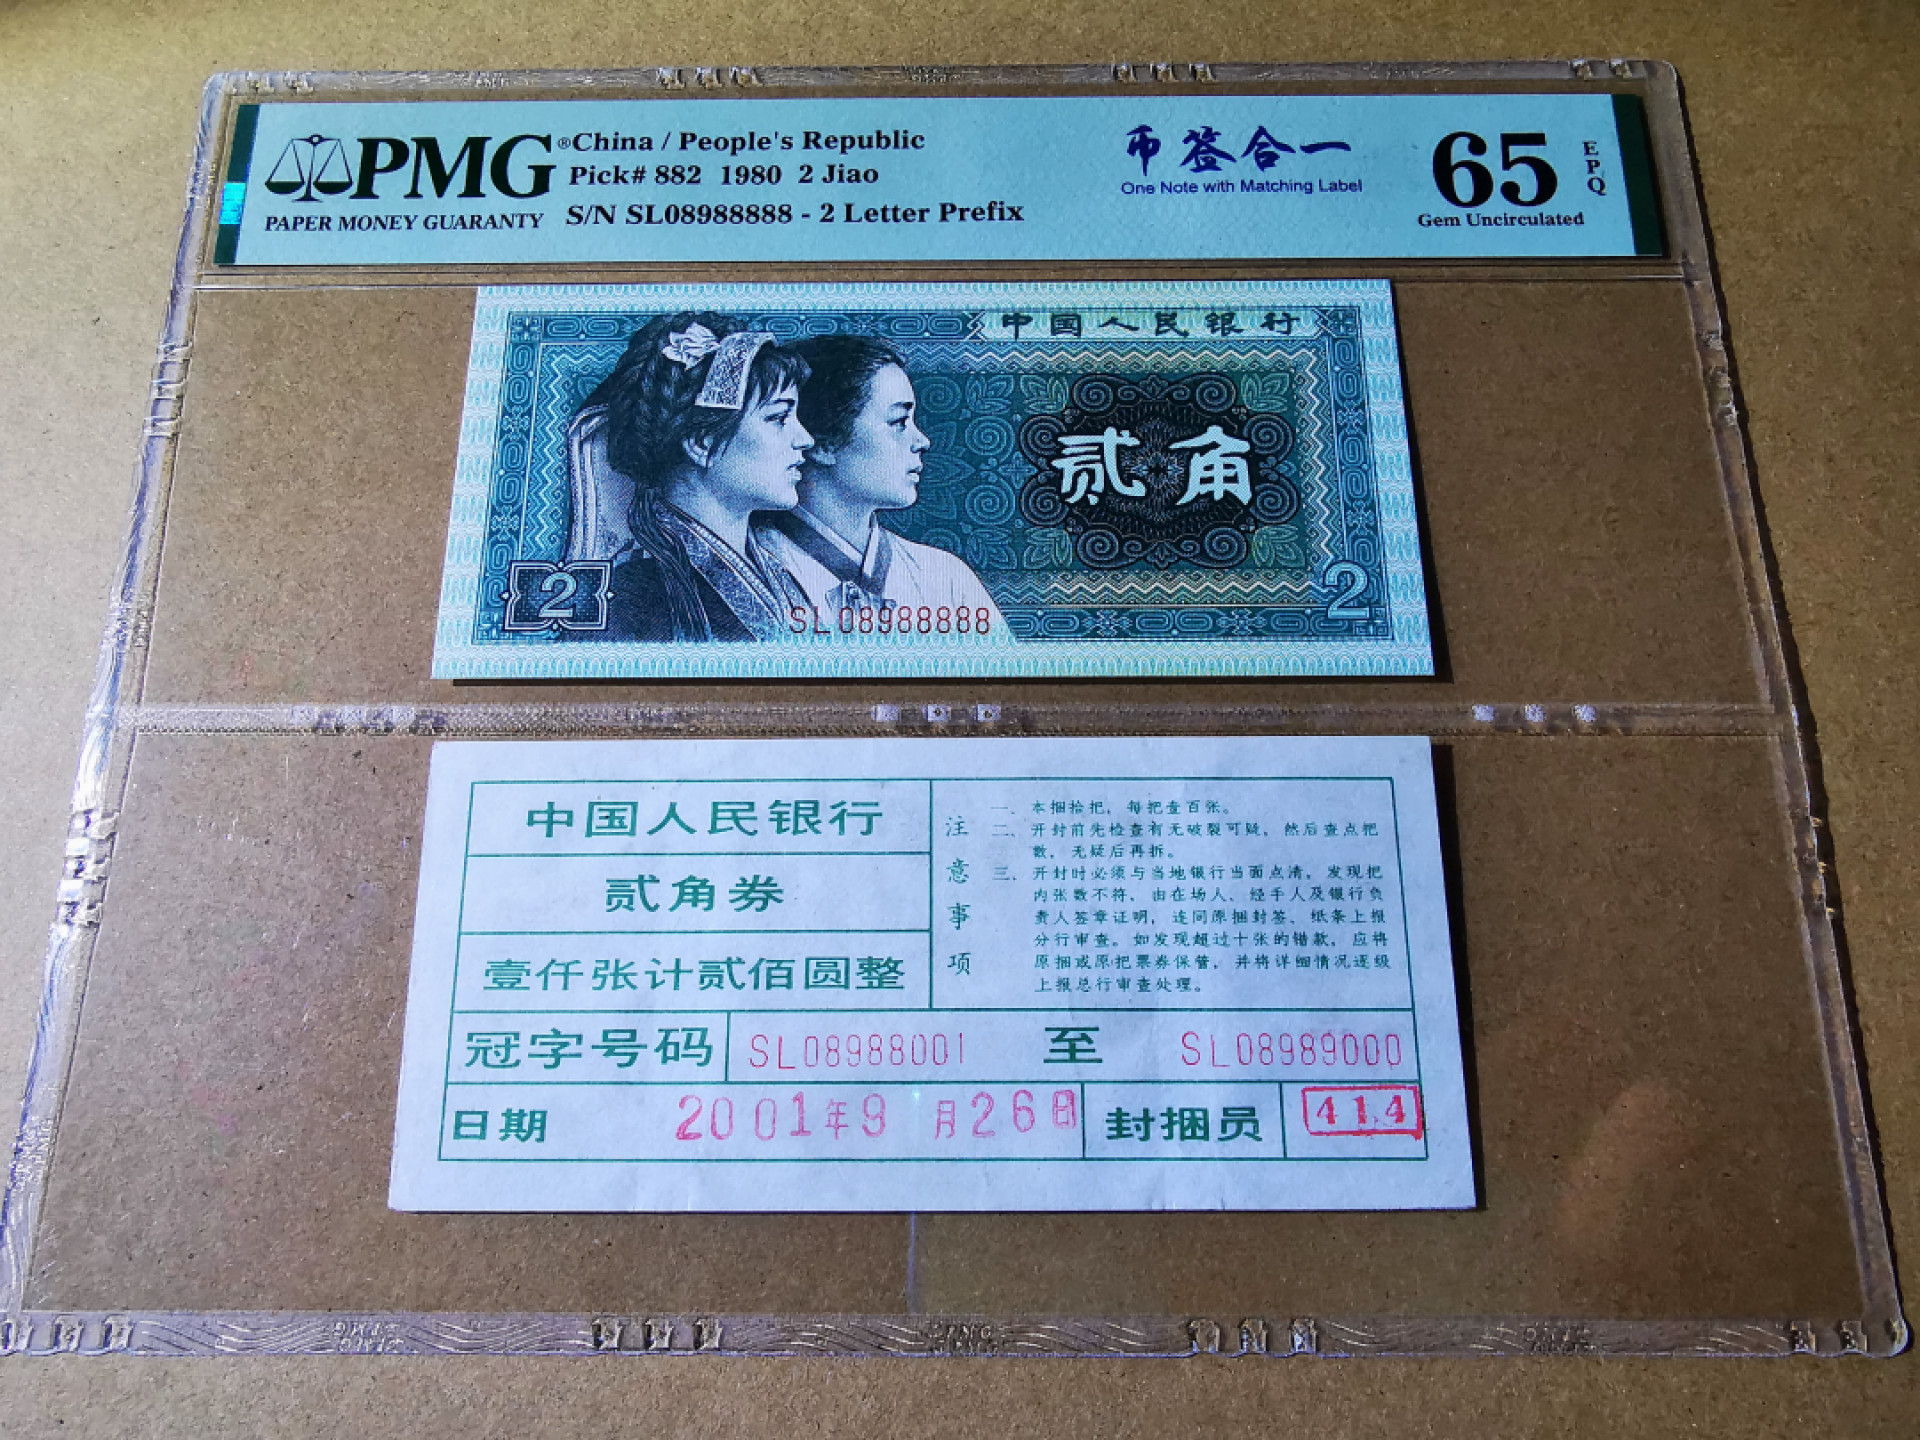 PMG®
PAPER MONEY GUARANTY
China / People's Republic
Pick# 882 1980 2 Jiao
S/N SL08988888 - 2 Letter Prefix
币签合一
One Note with Matching Label
65
EPQ
Gem Uncirculated
中国人民银行
贰角
2
2
SL08988888
中国人民银行
贰角券
壹仟张计贰佰圆整
注意事项
一、本捆拾把，每把壹百张。
二、开封前先检查有无破裂可疑，然后查点把
数，无疑后再拆。
三、开封时必须与当地银行当面点清，发现把
内张数不符，由在场人、经手人及银行负
责人签章证明，连同原捆封签、纸条上报
分行审查。如发现超过十张的错款，应将
原捆或原把票券保管，并将详细情况逐级
上报总行审查处理。
冠字号码 SL08988001 至 SL08989000
日期 2001年9月26日 封捆员 414